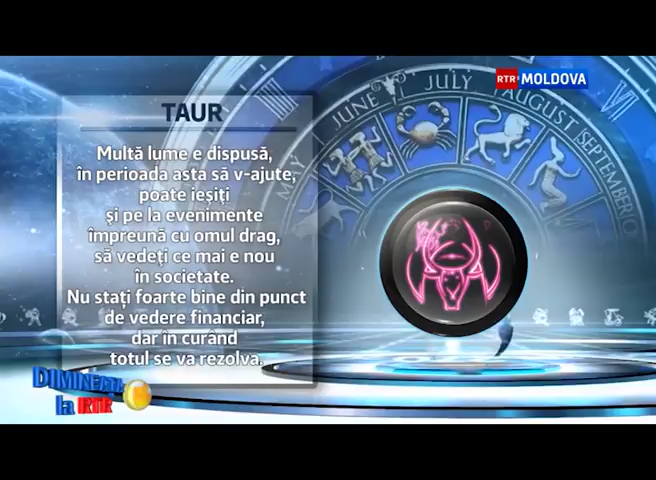 RTR MOLDOVA
MAY
JUNE
JULY
AUGUST
SEPTEMBER
TAUR
Multă lume e dispusă,
în perioada asta să v-ajute,
poate ieșiți
și pe la evenimente
împreună cu omul drag,
să vedeţi ce mai e nou
în societate.
Nu stați foarte bine din punct
de vedere financiar,
dar în curând
totul se va rezolva.
DIMINEAȚA
la RTR